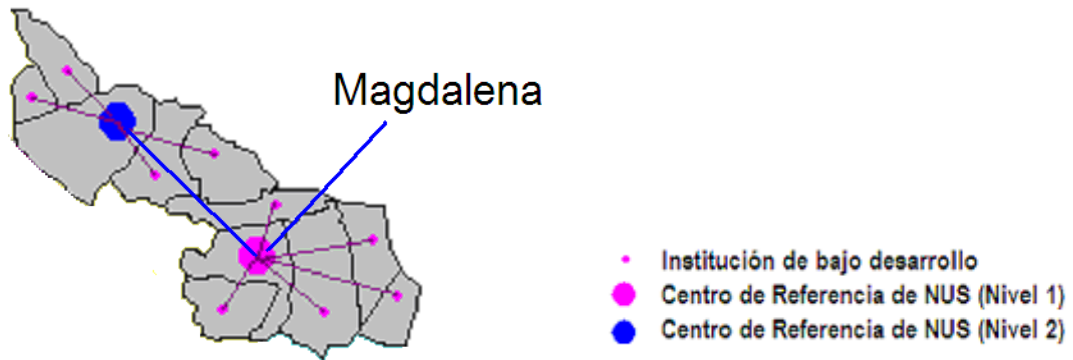 Magdalena
Institución de bajo desarrollo
Centro de Referencia de NUS (Nivel 1)
Centro de Referencia de NUS (Nivel 2)